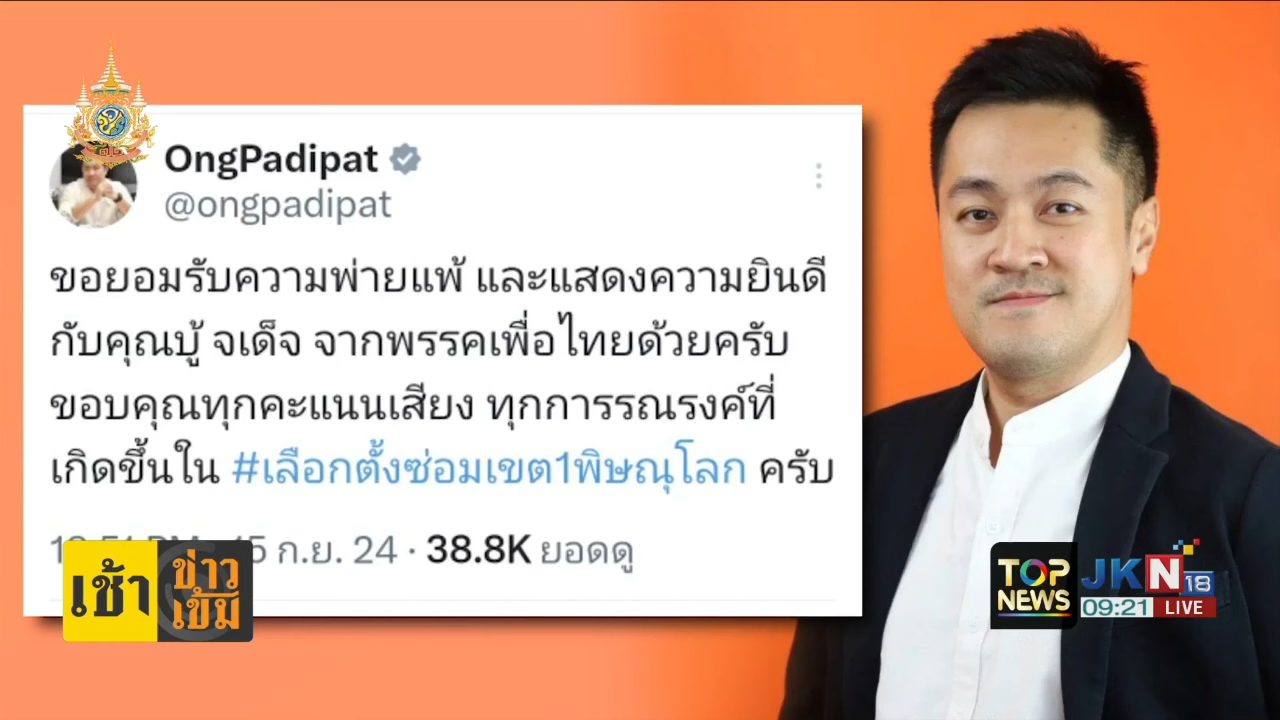 OngPadipat
@ongpadipat
ขอยอมรับความพ่ายแพ้ และแสดงความยินดี
กับคุณบู้ จเด็จ จากพรรคเพื่อไทยด้วยครับ
ขอบคุณทุกคะแนนเสียง ทุกการรณรงค์ที่
เกิดขึ้นใน #เลือกตั้งซ่อมเขต1พิษณุโลก ครับ
ก.ย. 24 · 38.8K ยอดดู
เช้า
ข่าว
เข้ม
TOP
NEWS
JKN
18
09:21 LIVE